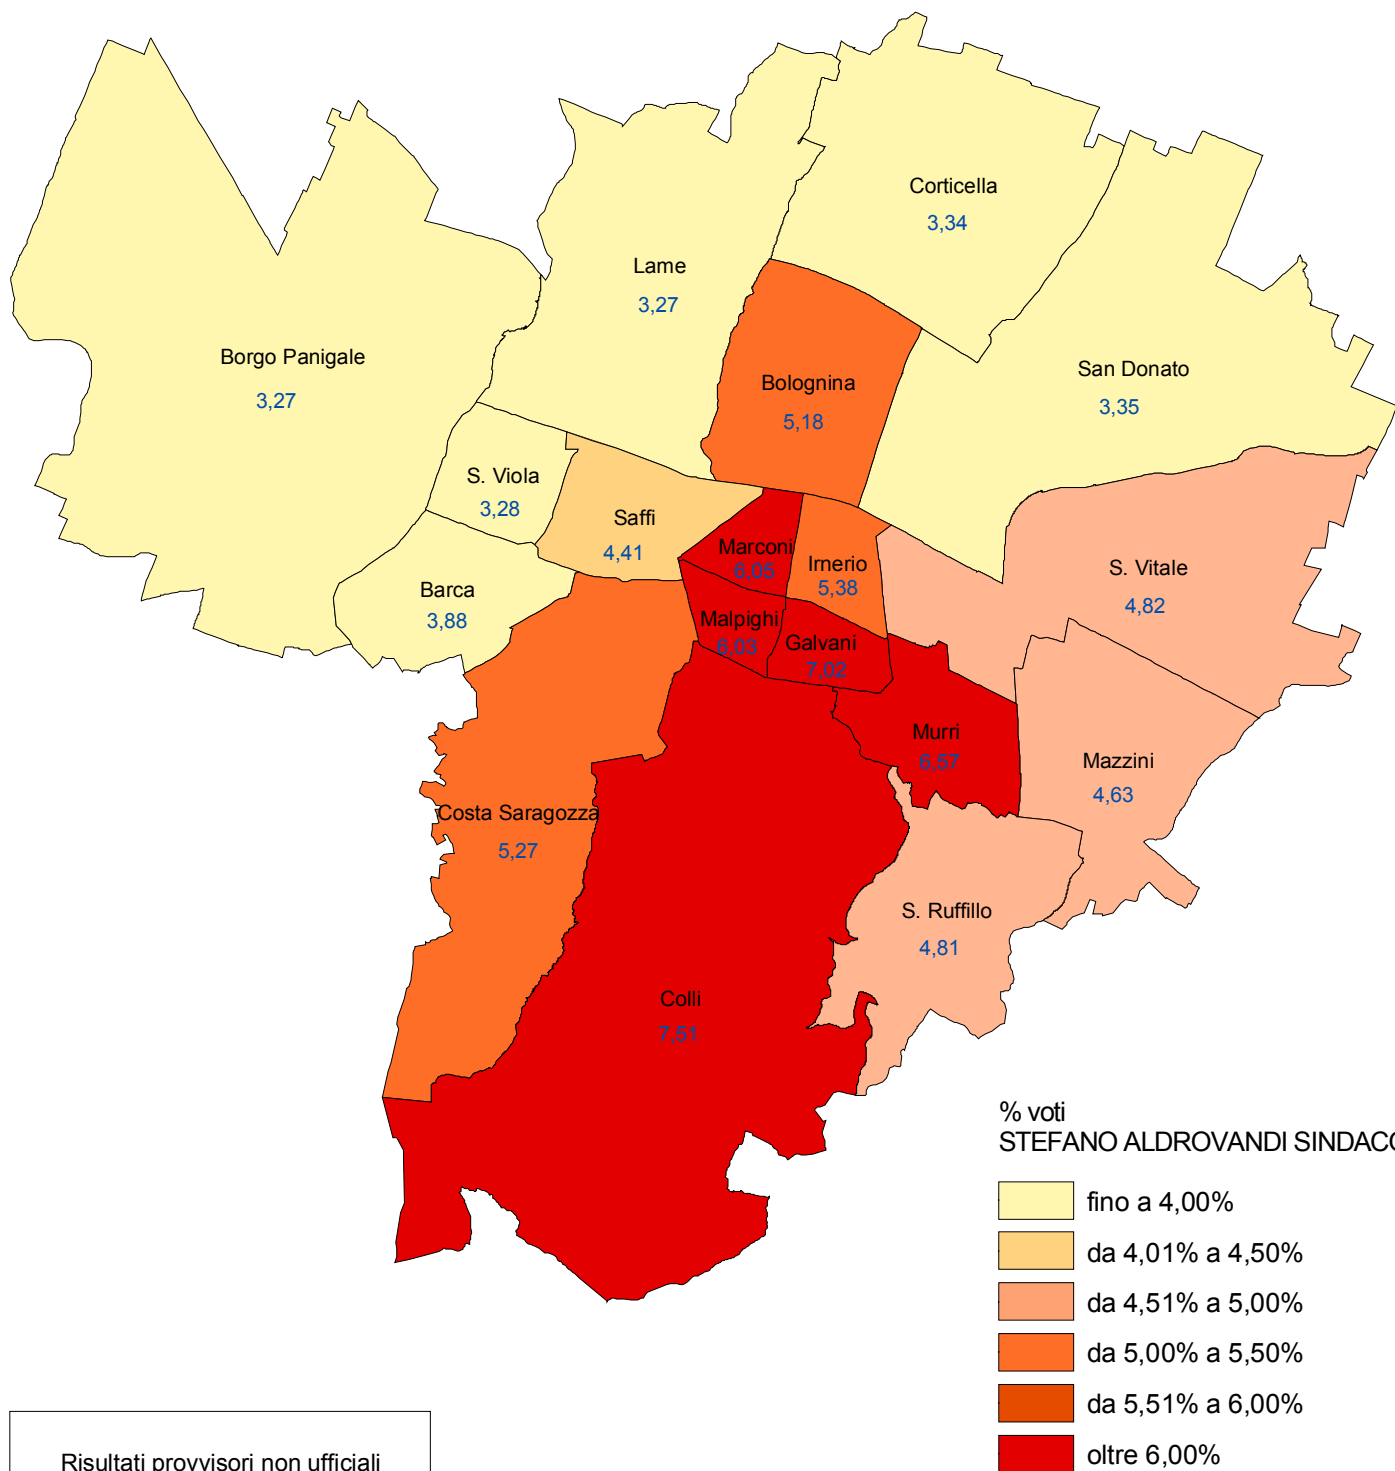 Corticella
3,34
Lame
3,27
Borgo Panigale
3,27
Bolognina
5,18
San Donato
3,35
S. Viola
3,28
Saffi
4,41
Marconi
6,05
Irnerio
5,38
S. Vitale
4,82
Barca
3,88
Malpighi
6,03
Galvani
7,02
Murri
6,57
Mazzini
4,63
Costa Saragozza
5,27
S. Ruffillo
4,81
Colli
7,51
% voti
STEFANO ALDROVANDI SINDACO
fino a 4,00%
da 4,01% a 4,50%
da 4,51% a 5,00%
da 5,00% a 5,50%
da 5,51% a 6,00%
oltre 6,00%
Risultati provvisori non ufficiali